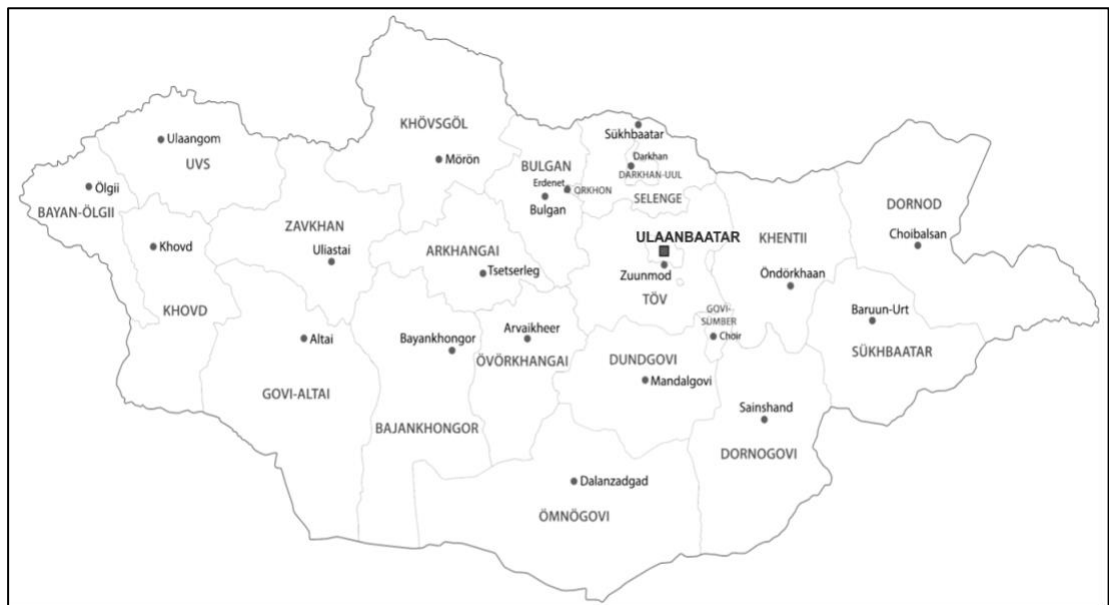 KHÖVSGÖL
Mörön
Ulaangom
UVS
Ölgii
BAYAN-ÖLGII
Khovd
KHOVD
ZAVKHAN
Uliastai
ARKHANGAI
Tsetserleg
BULGAN
Erdenet
ORKHON
Bulgan
Sükhbaatar
Darkhan
DARKHAN-UUL
SELENGE
ULAANBAATAR
Zuunmod
TÖV
KHENTII
Öndörkhaan
DORNOD
Choibalsan
Baruun-Urt
SÜKHBAATAR
GOVI-
SUMBER
Choir
Altai
GOVI-ALTAI
Bayankhongor
BAJANKHONGOR
Arvaikheer
ÖVÖRKHANGAI
DUNDGOVI
Mandalgovi
Sainshand
DORNOGOVI
Dalanzadgad
ÖMNÖGOVI